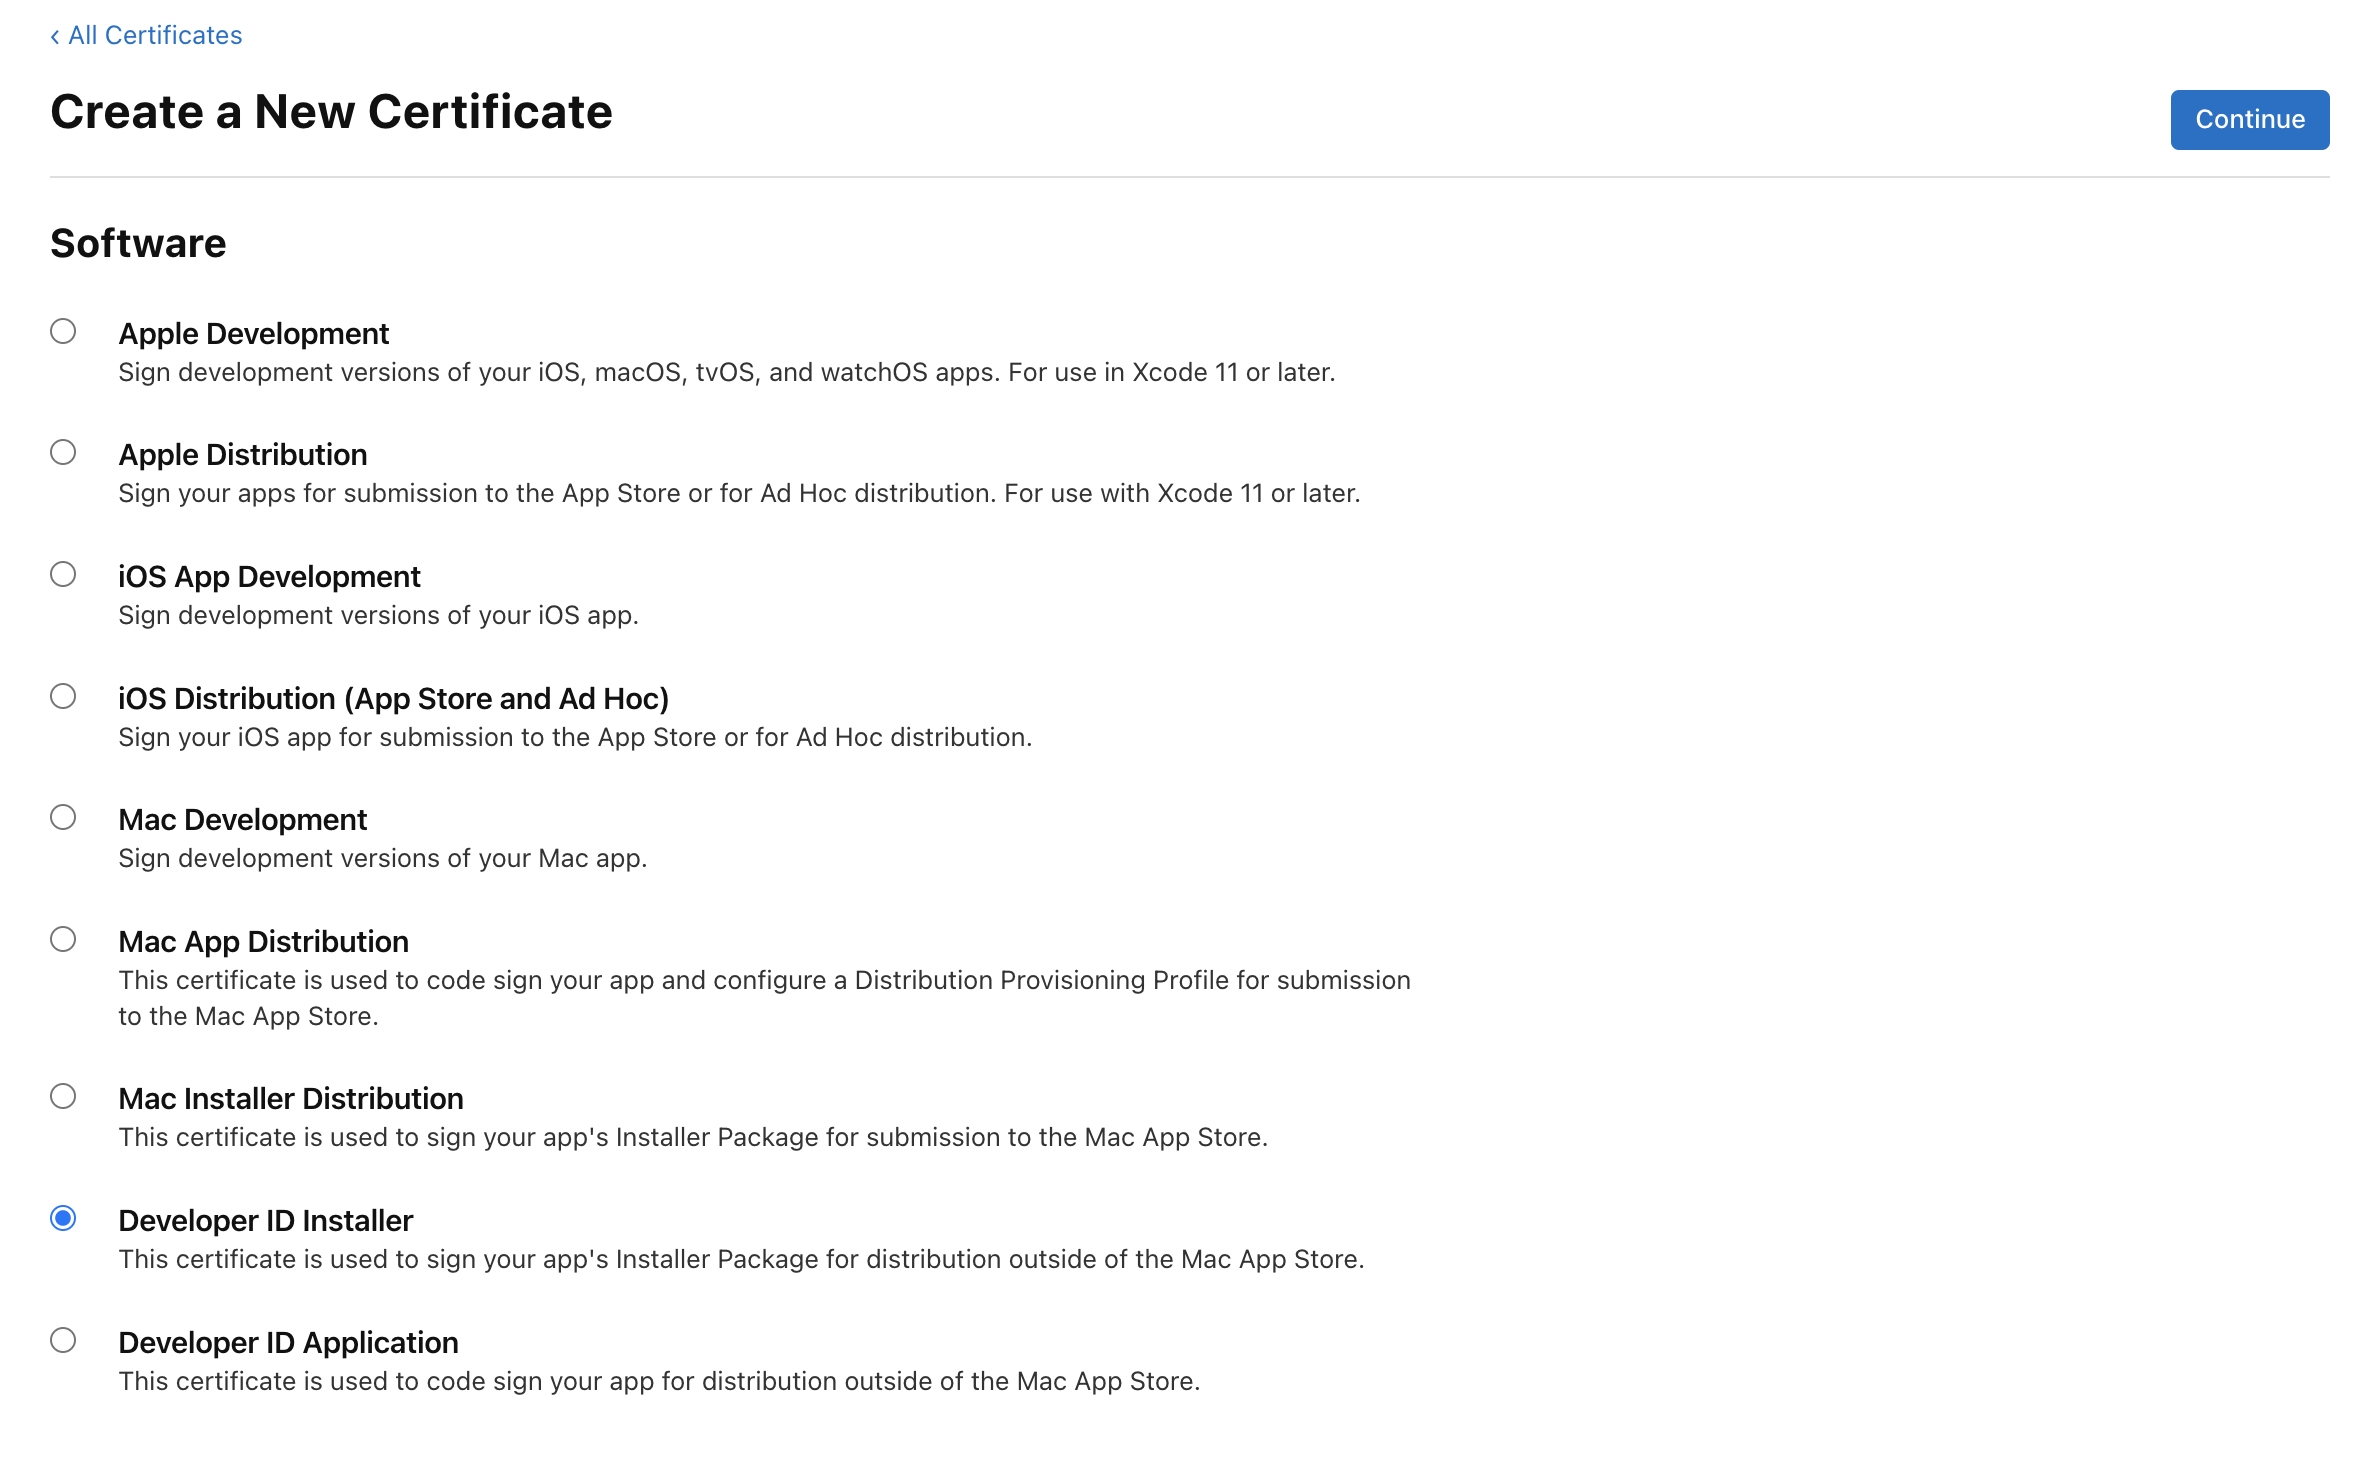 ‹ All Certificates
Create a New Certificate
Continue
Software
Apple Development
Sign development versions of your iOS, macOS, tvOS, and watchOS apps. For use in Xcode 11 or later.
Apple Distribution
Sign your apps for submission to the App Store or for Ad Hoc distribution. For use with Xcode 11 or later.
iOS App Development
Sign development versions of your iOS app.
iOS Distribution (App Store and Ad Hoc)
Sign your iOS app for submission to the App Store or for Ad Hoc distribution.
Mac Development
Sign development versions of your Mac app.
Mac App Distribution
This certificate is used to code sign your app and configure a Distribution Provisioning Profile for submission
to the Mac App Store.
Mac Installer Distribution
This certificate is used to sign your app's Installer Package for submission to the Mac App Store.
Developer ID Installer
This certificate is used to sign your app's Installer Package for distribution outside of the Mac App Store.
Developer ID Application
This certificate is used to code sign your app for distribution outside of the Mac App Store.